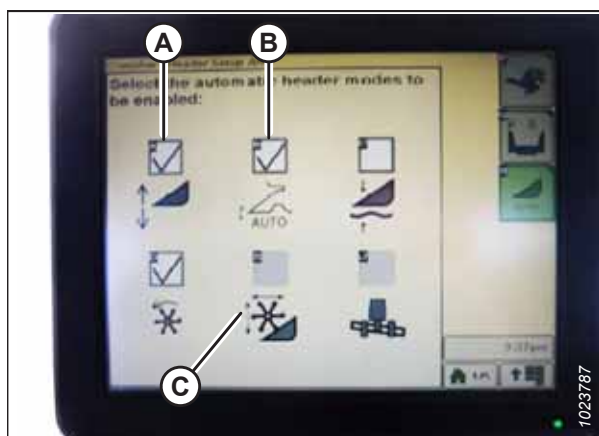 A
B
Select the automatic header modes to
be enabled:
AUTO
C
1023787